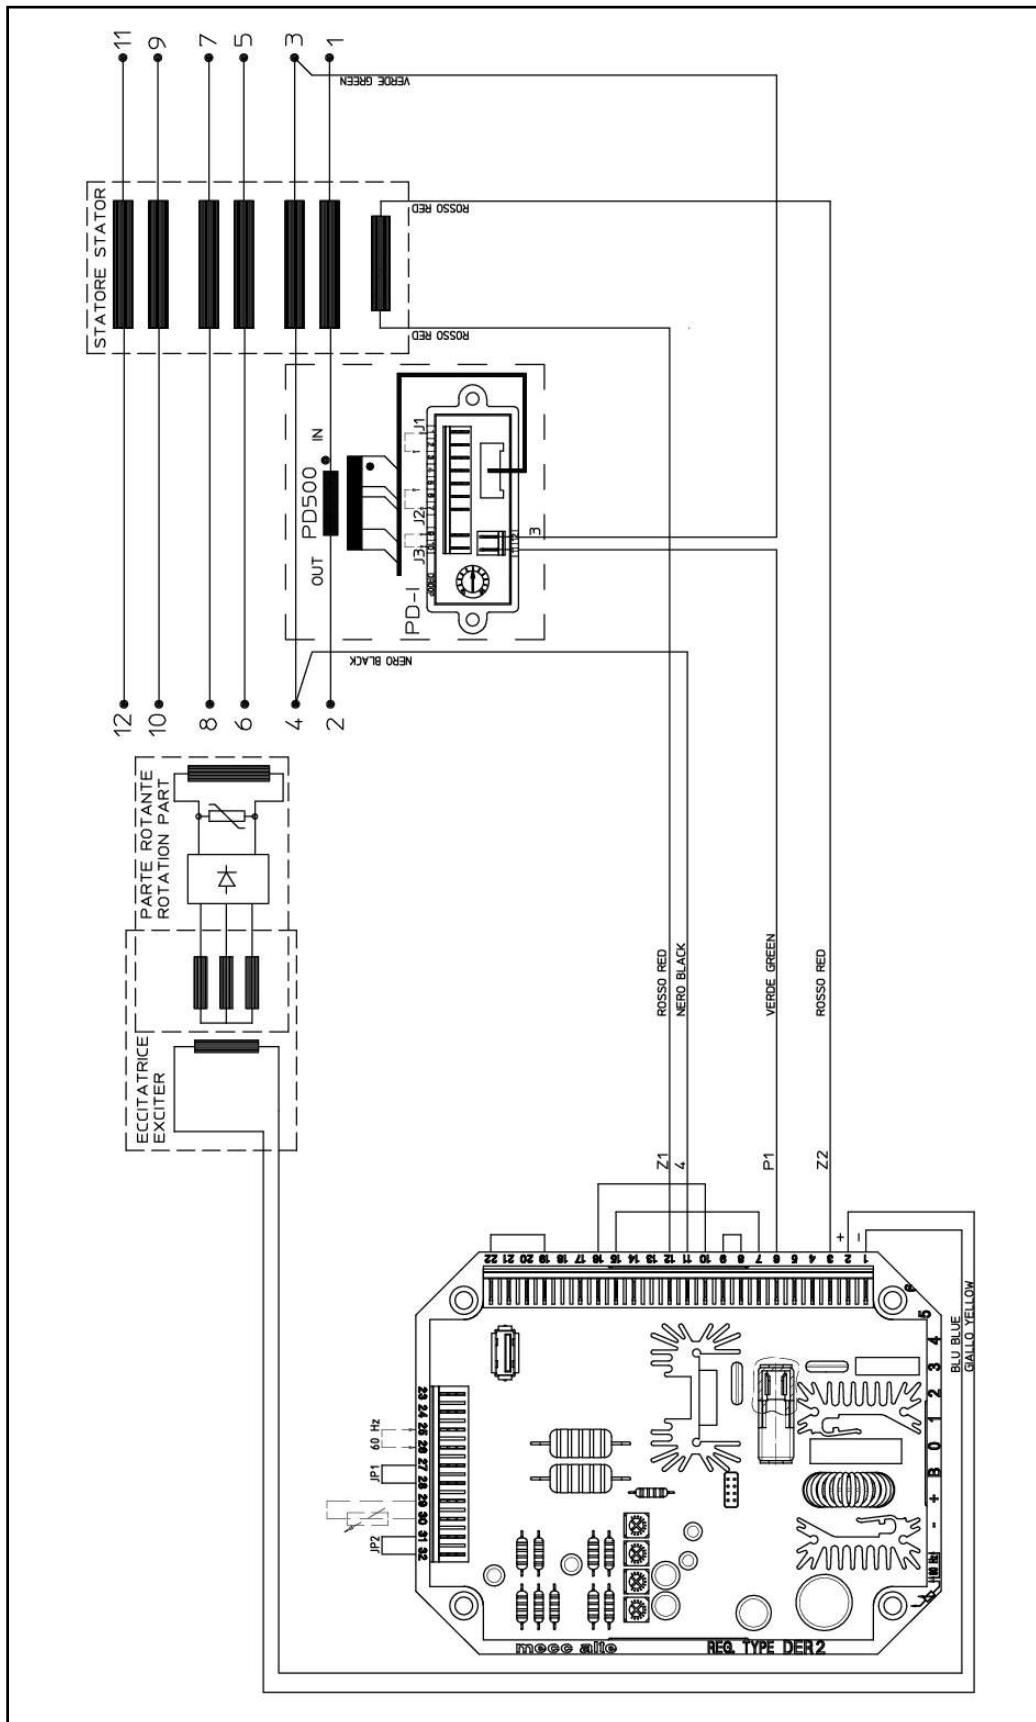 11
9
7
5
3
1
VERDE GREEN
STATORE STATOR
ROSSO RED
ROSSO RED
PD500
IN
OUT
J1
J2
J3
PD-I
3
NERO BLACK
12
10
8
6
4
2
PARTE ROTANTE
ROTATION PART
ECCITATRICE
EXCITER
ROSSO RED
NERO BLACK
VERDE GREEN
ROSSO RED
Z1
4
P1
Z2
+
-
22 21 20 19 18 17 16 15 14 13 12 11 10 9 8 7 6 5 4 3 2 1
BLU BLUE
GIALLO YELLOW
23 24 25 26 27 28 29 30 31 32
60 Hz
JP1
JP2
6 5 4 3 2 1 0 B + -
mecc alte
REG. TYPE DER2